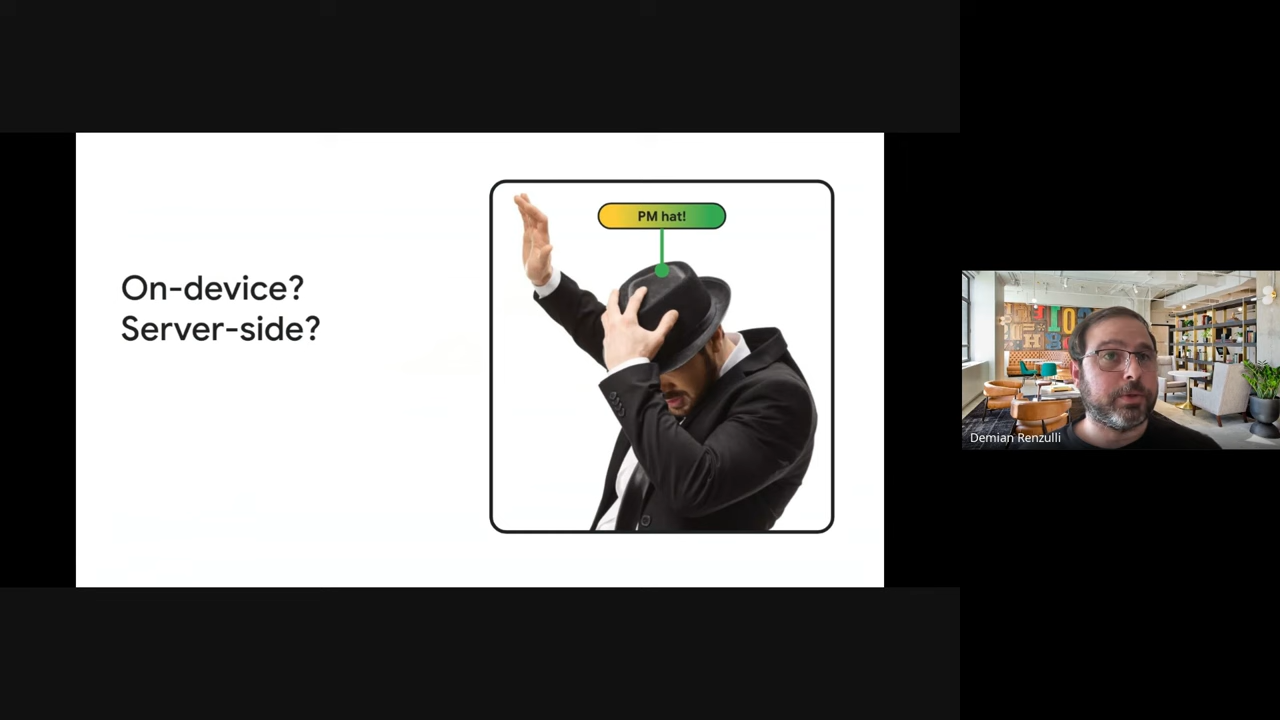 PM hat!
On-device?
Server-side?
Demian Renzulli